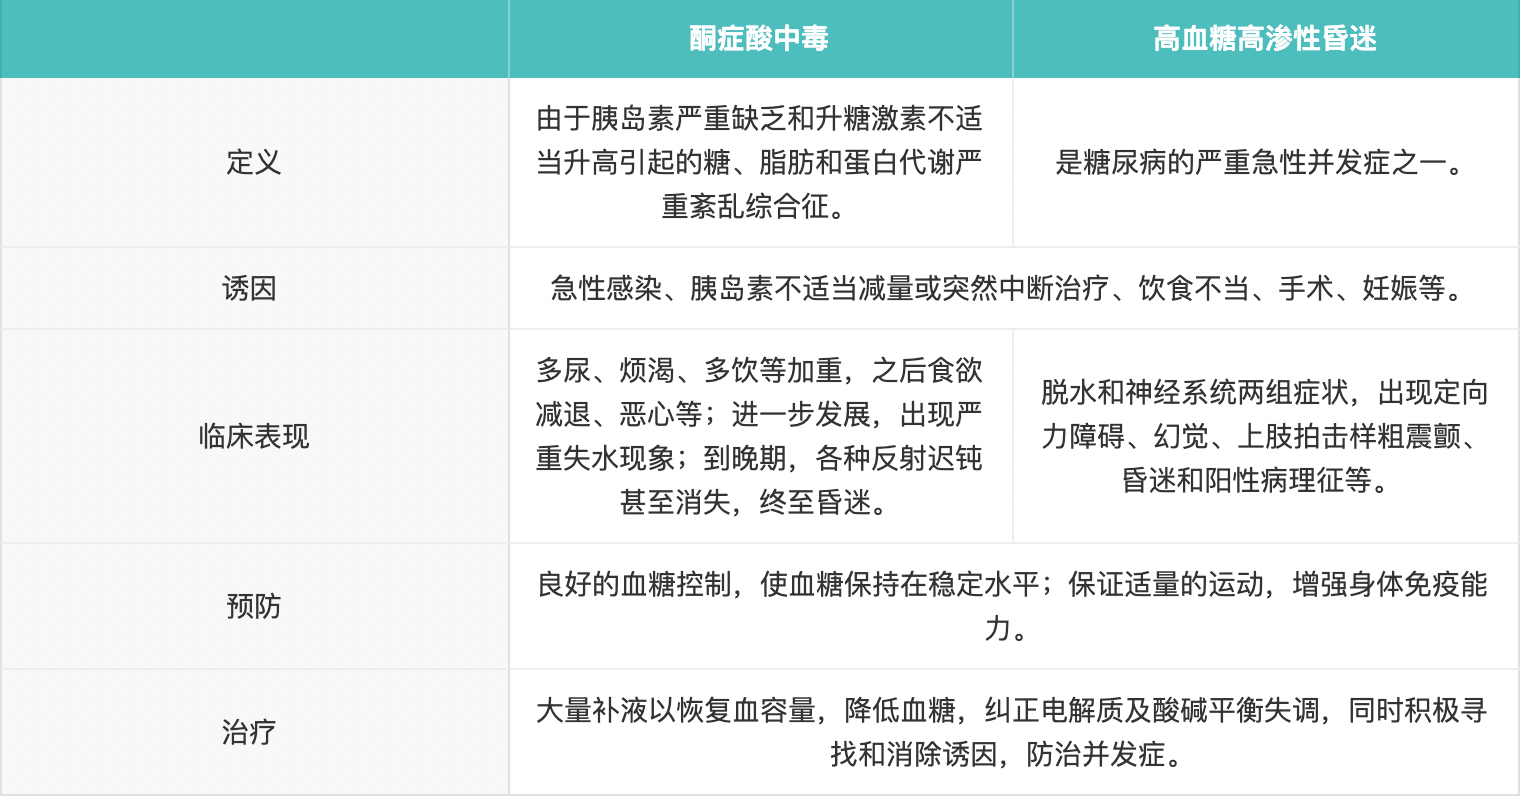 酮症酸中毒
高血糖高渗性昏迷
定义
由于胰岛素严重缺乏和升糖激素不适
当升高引起的糖、脂肪和蛋白代谢严
重紊乱综合征。
是糖尿病的严重急性并发症之一。
诱因
急性感染、胰岛素不适当减量或突然中断治疗、饮食不当、手术、妊娠等。
临床表现
多尿、烦渴、多饮等加重，之后食欲
减退、恶心等；进一步发展，出现严
重失水现象；到晚期，各种反射迟钝
甚至消失，终至昏迷。
脱水和神经系统两组症状，出现定向
力障碍、幻觉、上肢拍击样粗震颤、
昏迷和阳性病理征等。
预防
良好的血糖控制，使血糖保持在稳定水平；保证适量的运动，增强身体免疫能
力。
治疗
大量补液以恢复血容量，降低血糖，纠正电解质及酸碱平衡失调，同时积极寻
找和消除诱因，防治并发症。